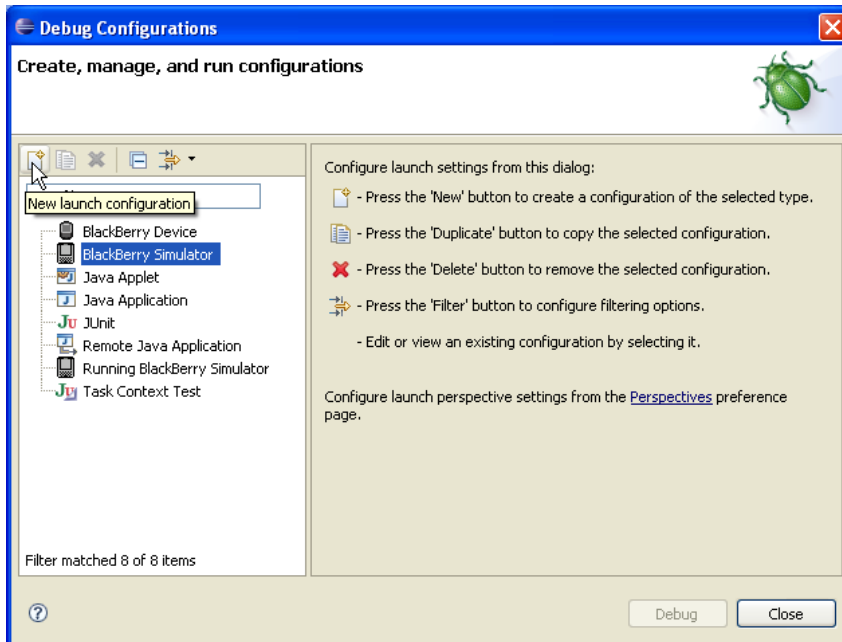 Debug Configurations
Create, manage, and run configurations
New launch configuration
BlackBerry Device
BlackBerry Simulator
Java Applet
Java Application
JUnit
Remote Java Application
Running BlackBerry Simulator
Task Context Test
Filter matched 8 of 8 items
Configure launch settings from this dialog:
- Press the 'New' button to create a configuration of the selected type.
- Press the 'Duplicate' button to copy the selected configuration.
- Press the 'Delete' button to remove the selected configuration.
- Press the 'Filter' button to configure filtering options.
- Edit or view an existing configuration by selecting it.
Configure launch perspective settings from the Perspectives preference
page.
Debug
Close